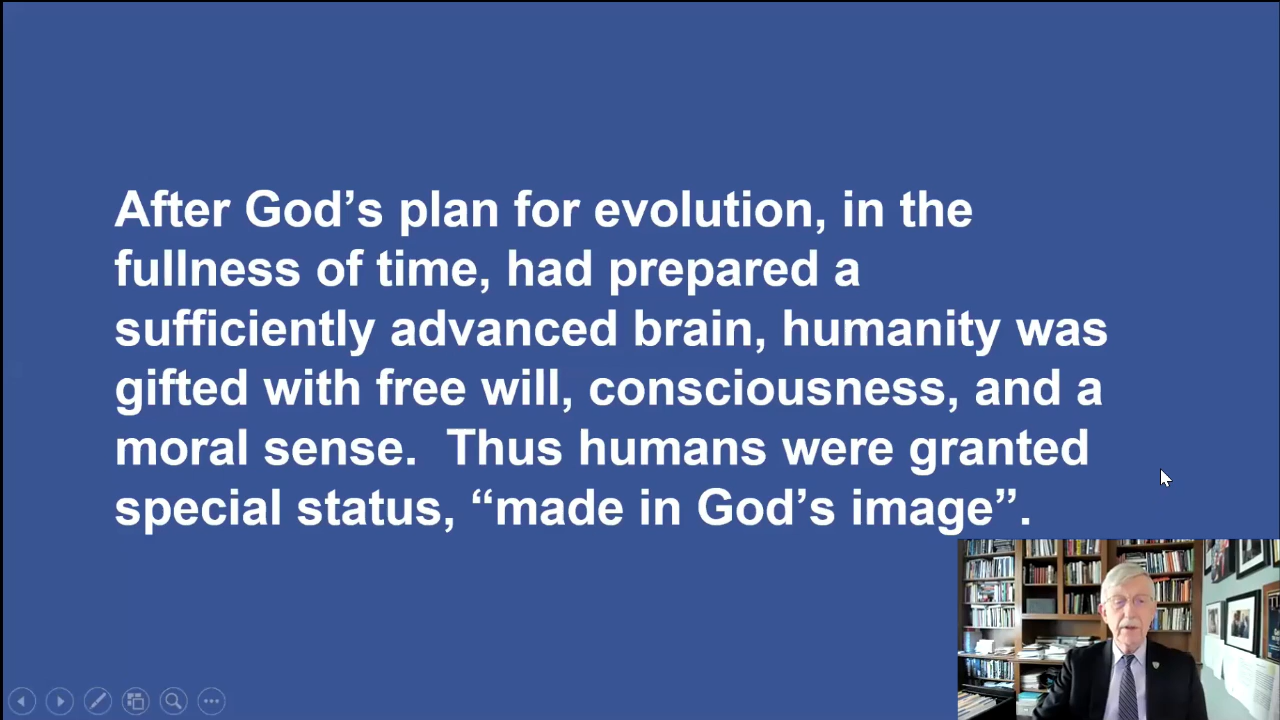 After God’s plan for evolution, in the
fullness of time, had prepared a
sufficiently advanced brain, humanity was
gifted with free will, consciousness, and a
moral sense.  Thus humans were granted
special status, “made in God’s image”.